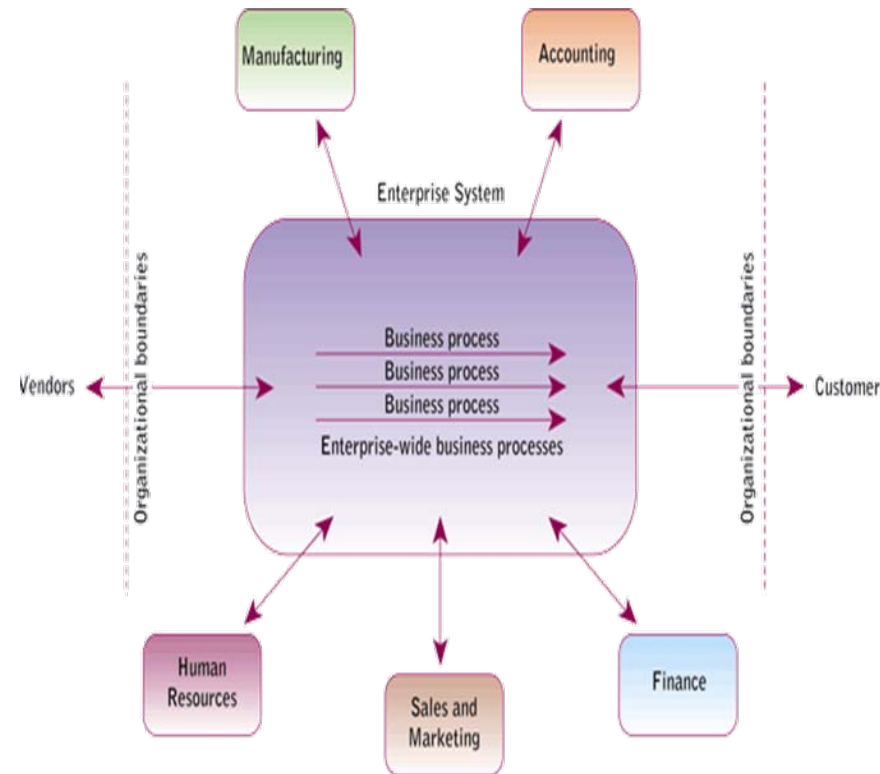 Manufacturing
Accounting
Enterprise System
Organizational boundaries
Organizational boundaries
Business process
Business process
Business process
Enterprise-wide business processes
Vendors
Customer
Human
Resources
Sales and
Marketing
Finance